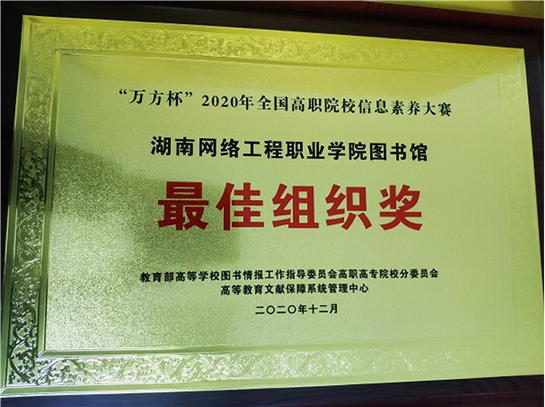 “万方杯”2020年全国高职院校信息素养大赛
湖南网络工程职业学院图书馆
最佳组织奖
教育部高等学校图书情报工作指导委员会高职高专院校分委员会
高等教育文献保障系统管理中心
二〇二〇年十二月